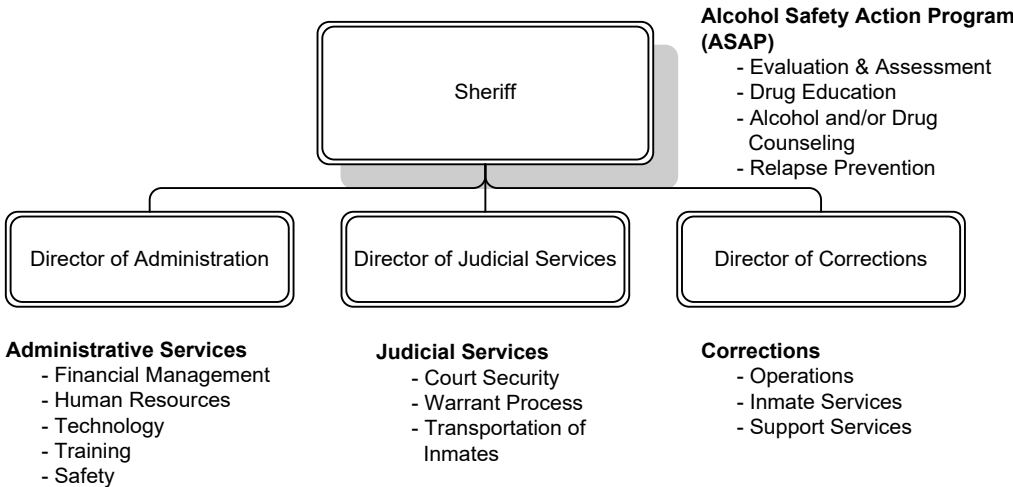 Sheriff
Alcohol Safety Action Program
(ASAP)
- Evaluation & Assessment
- Drug Education
- Alcohol and/or Drug
Counseling
- Relapse Prevention
Director of Administration
Director of Judicial Services
Director of Corrections
Administrative Services
- Financial Management
- Human Resources
- Technology
- Training
- Safety
Judicial Services
- Court Security
- Warrant Process
- Transportation of
Inmates
Corrections
- Operations
- Inmate Services
- Support Services